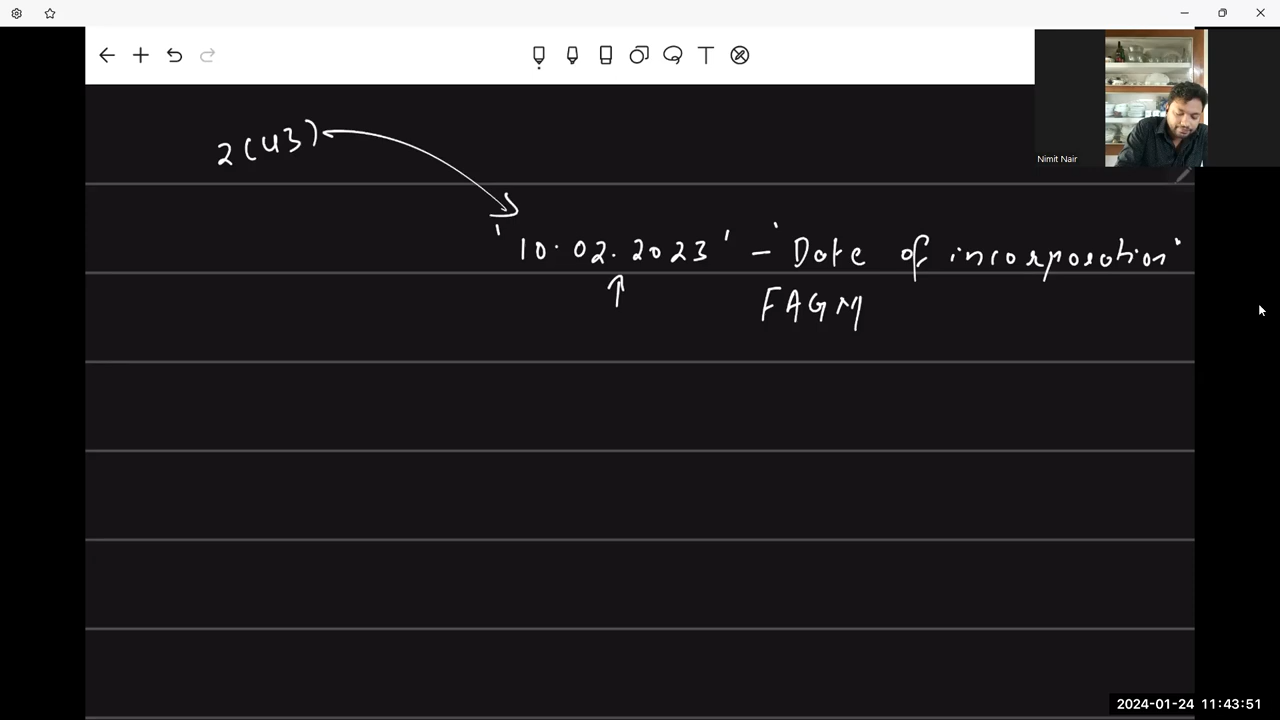 Nimit Nair
2(43)
'10.02.2023' - 'Date of incorporation'
FAGM
2024-01-24 11:43:51